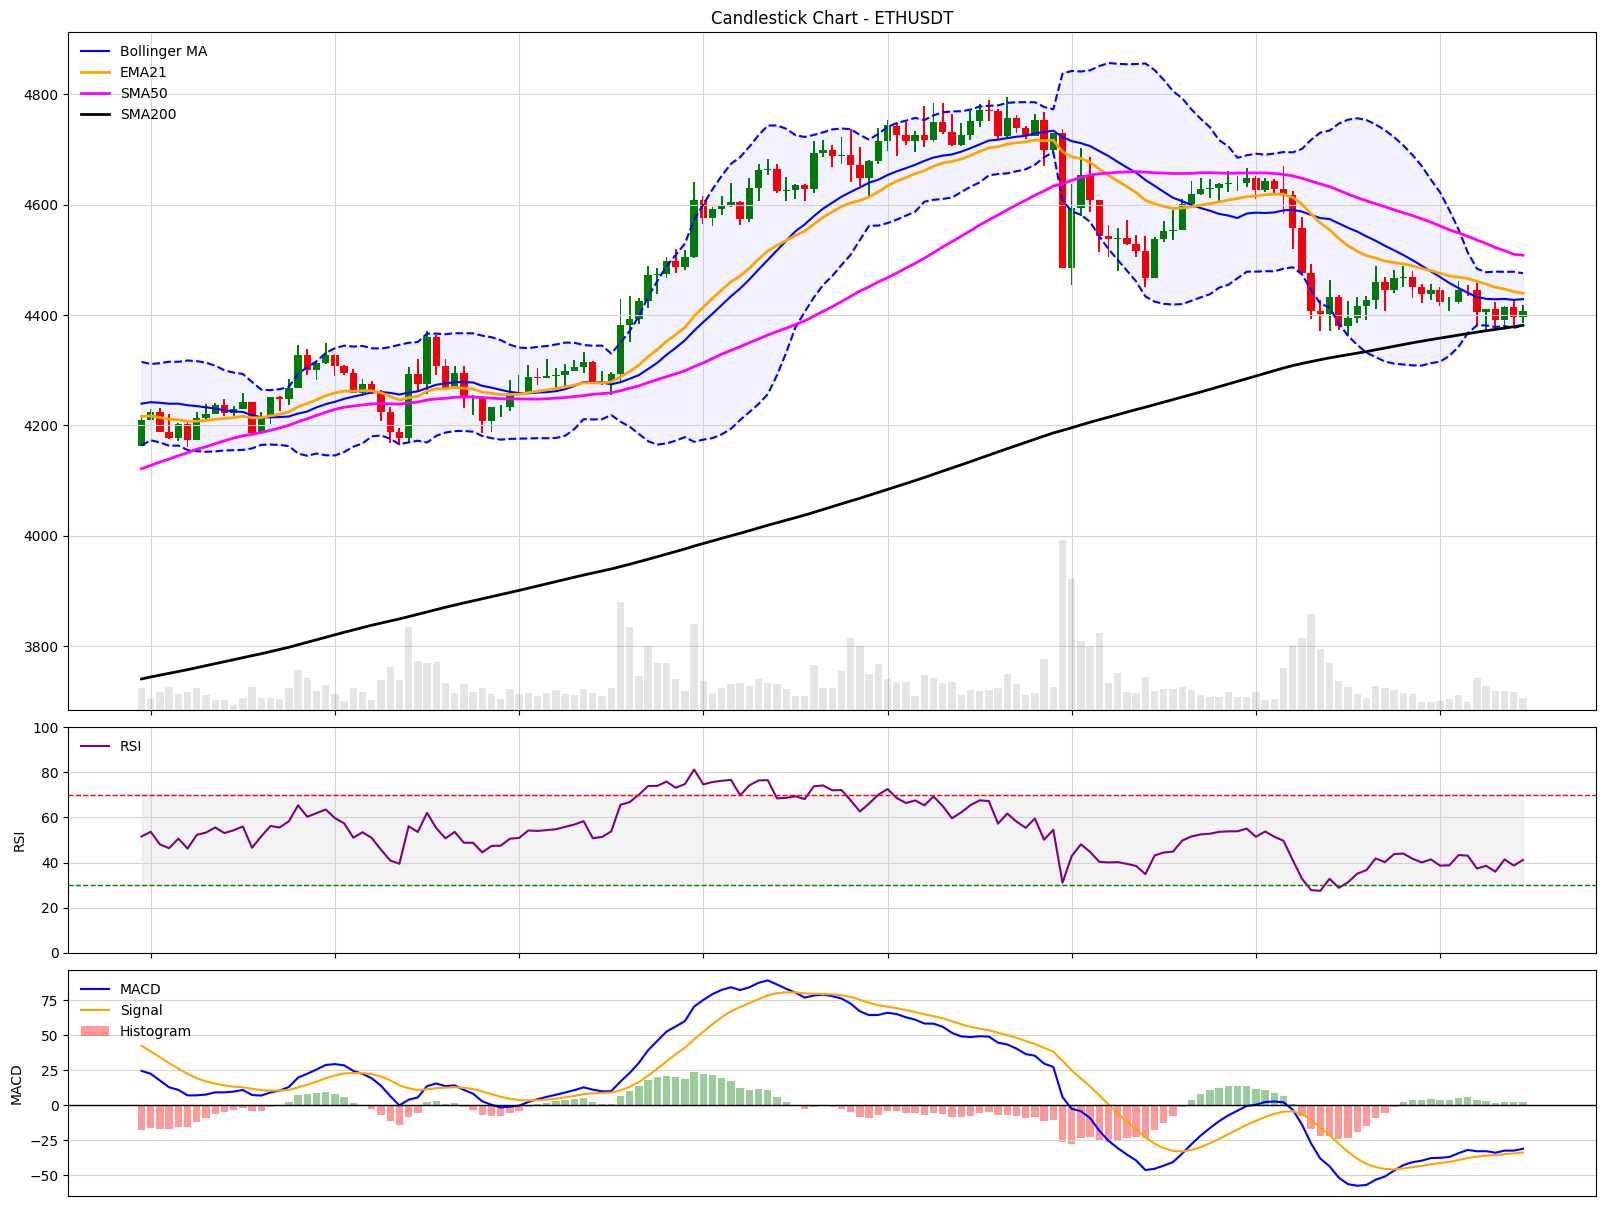 Candlestick Chart - ETHUSDT
Bollinger MA
EMA21
SMA50
SMA200
4800
4600
4400
4200
4000
3800
100
80
60
40
20
0
RSI
RSI
75
50
25
0
−25
−50
MACD
MACD
Signal
Histogram